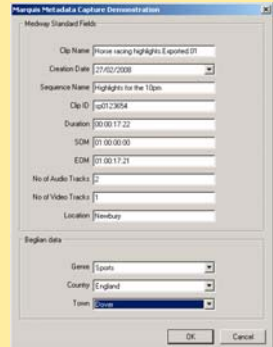 Marquis Metadata Capture Demonstration
Medway Standard Fields
Clip Name Horse racing highlights.Exported.01
Creation Date 27/02/2008
Sequence Name Highlights for the 10pm
Clip ID sp0123654
Duration 00:00:17:22
SOM 01:00:00:00
EOM 01:00:17:21
No of Audio Tracks 2
No of Video Tracks 1
Location Newbury
Beglian data
Genre Sports
Country England
Town Dover
OK Cancel